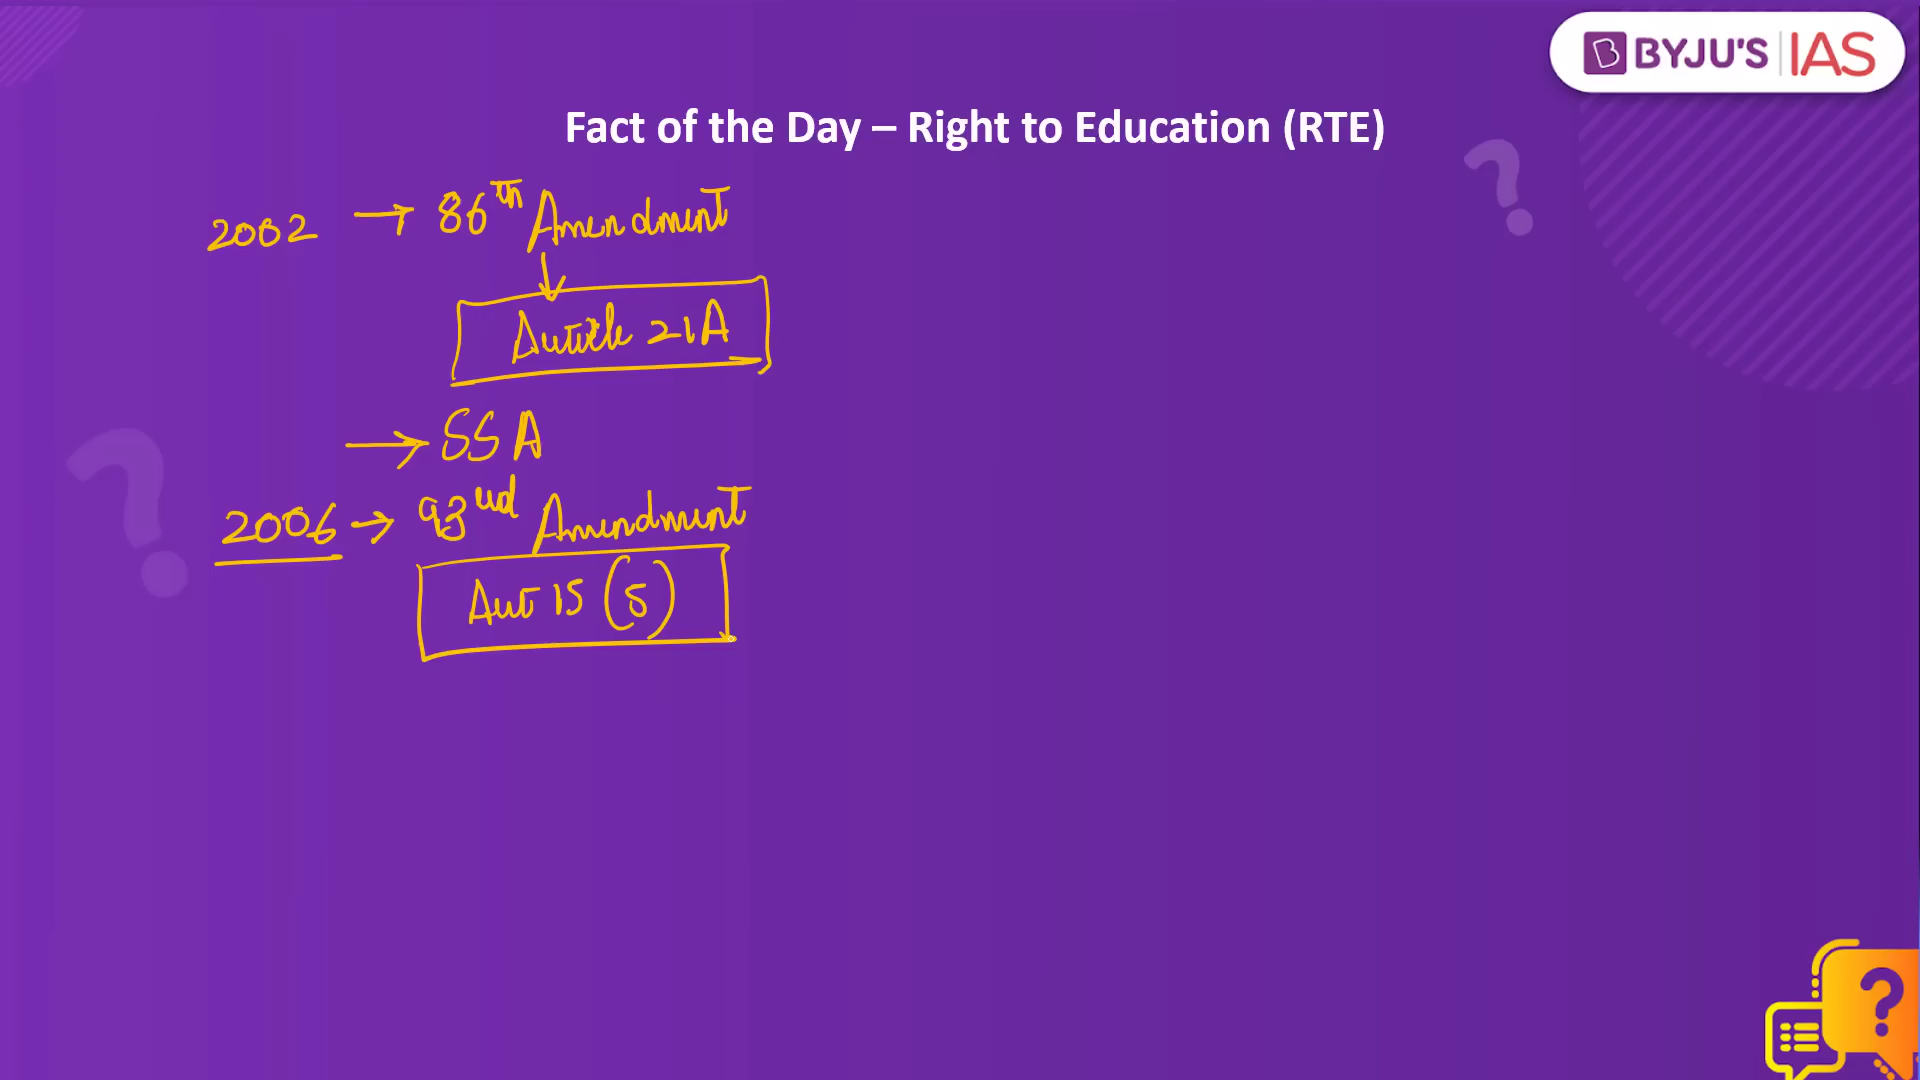 BYJU'S IAS
Fact of the Day – Right to Education (RTE)
2002 → 86th Amendment
Article 21A
→ SSA
2006 → 93rd Amendment
Art 15 (5)